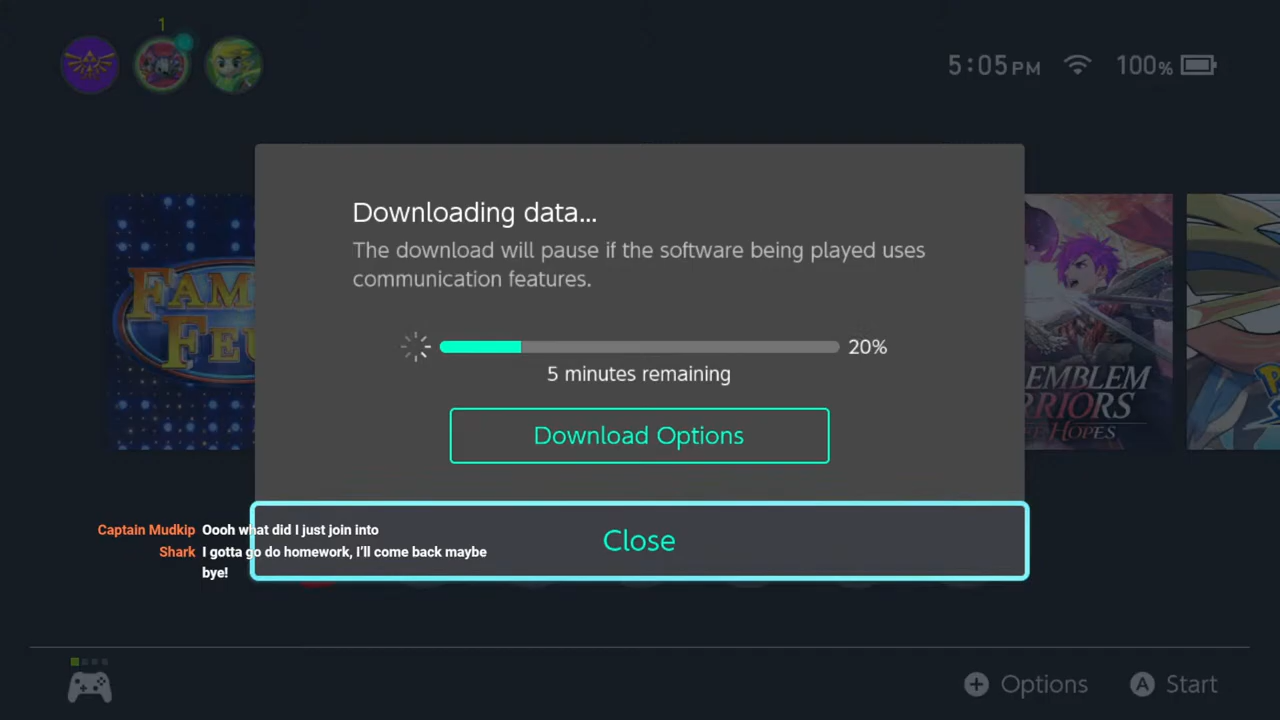 1
5:05PM 100%
Downloading data...
The download will pause if the software being played uses
communication features.
20%
5 minutes remaining
Download Options
EMBLEM
HOPES
Captain Mudkip Oooh what did I just join into
Shark I gotta go do homework, I'll come back maybe
bye!
Close
Options Start